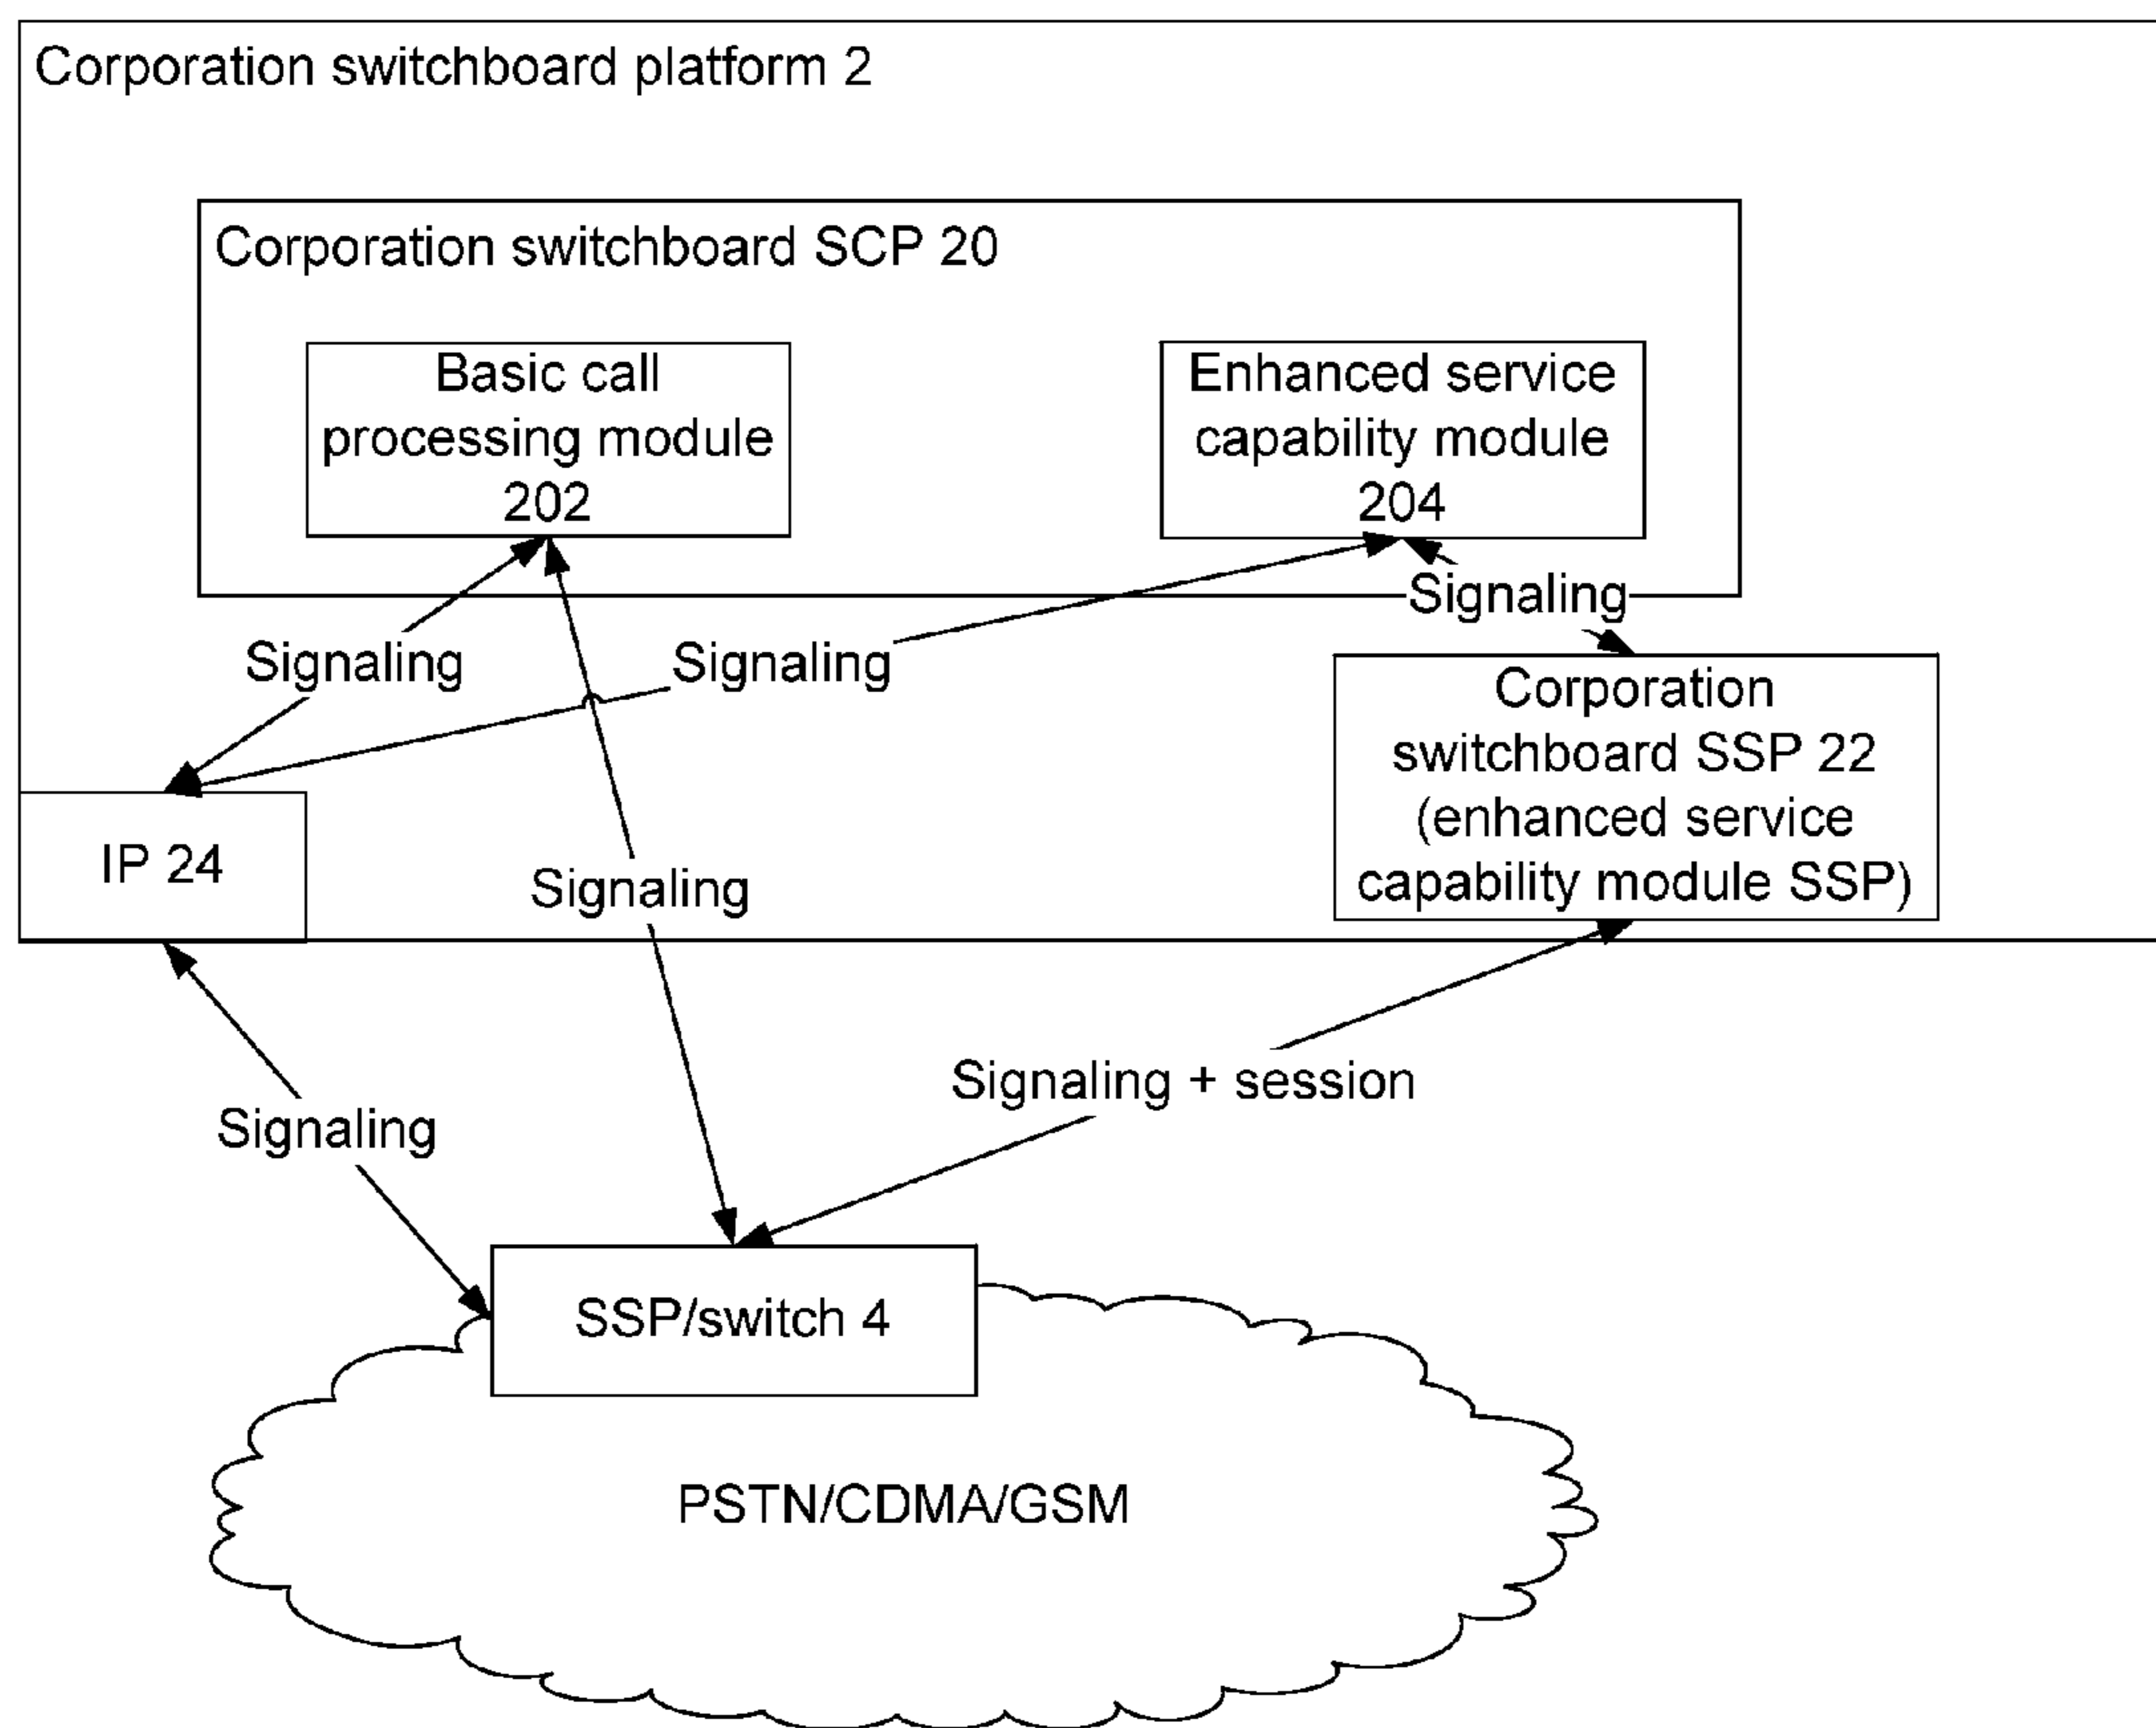 Corporation switchboard platform 2
Corporation switchboard SCP 20
Basic call
processing module
202
Enhanced service
capability module
204
Signaling
Signaling
Signaling
Corporation
switchboard SSP 22
(enhanced service
capability module SSP)
IP 24
Signaling
Signaling + session
Signaling
SSP/switch 4
PSTN/CDMA/GSM